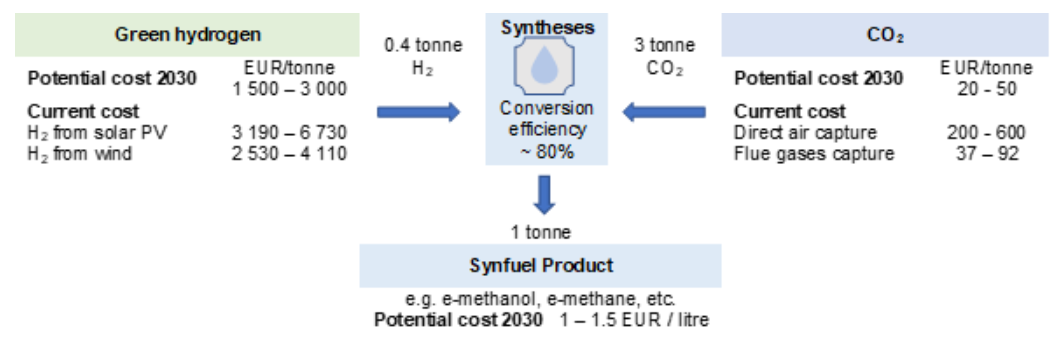 Green hydrogen
EUR/tonne
Potential cost 2030
1 500 – 3 000
Current cost
H₂ from solar PV 3 190 – 6 730
H₂ from wind 2 530 – 4 110
0.4 tonne
H₂
Syntheses
Conversion
efficiency
~ 80%
3 tonne
CO₂
CO₂
EUR/tonne
Potential cost 2030
20 - 50
Current cost
Direct air capture 200 - 600
Flue gases capture 37 – 92
1 tonne
Synfuel Product
e.g. e-methanol, e-methane, etc.
Potential cost 2030 1 – 1.5 EUR / litre